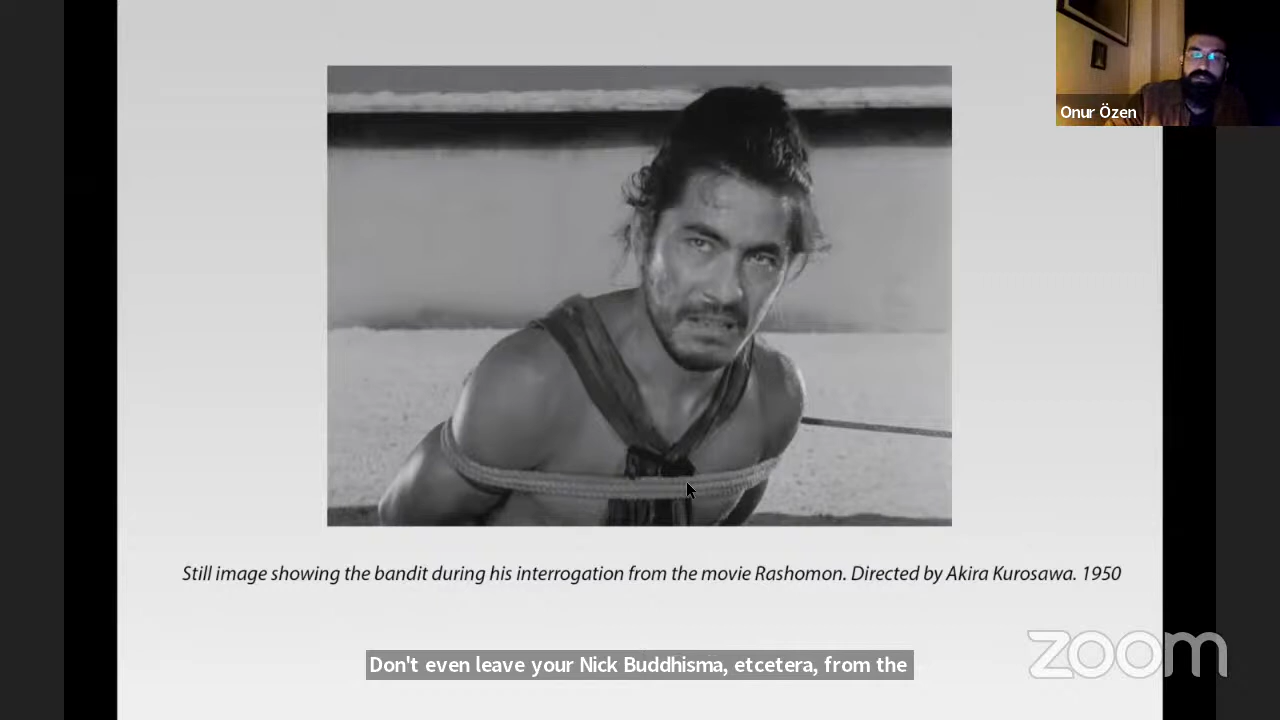 Onur Özen
Still image showing the bandit during his interrogation from the movie Rashomon. Directed by Akira Kurosawa. 1950
Don't even leave your Nick Buddhisma, etcetera, from the
zoom